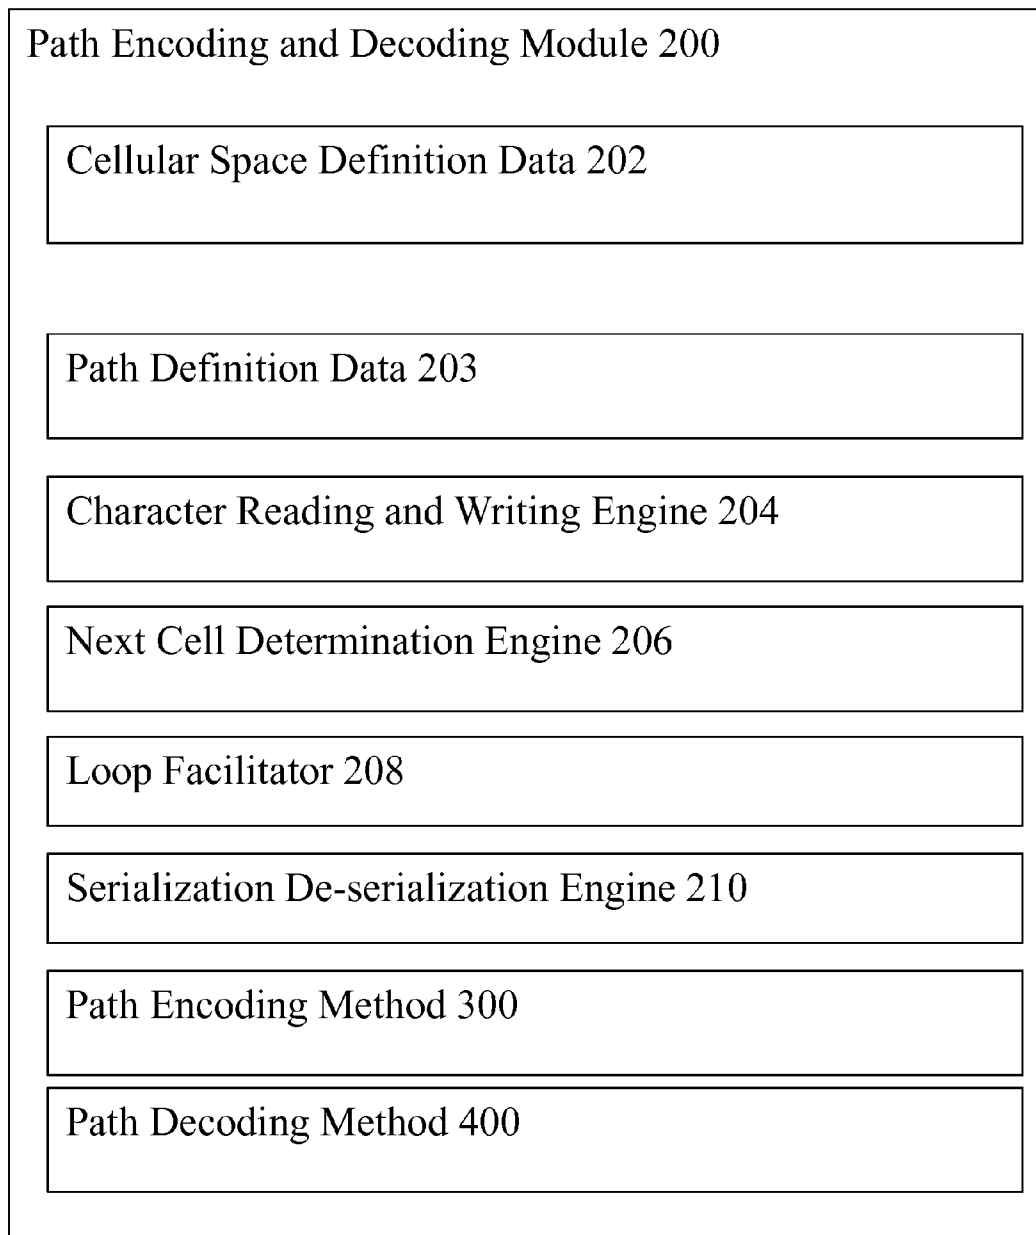 Path Encoding and Decoding Module 200
Cellular Space Definition Data 202
Path Definition Data 203
Character Reading and Writing Engine 204
Next Cell Determination Engine 206
Loop Facilitator 208
Serialization De-serialization Engine 210
Path Encoding Method 300
Path Decoding Method 400